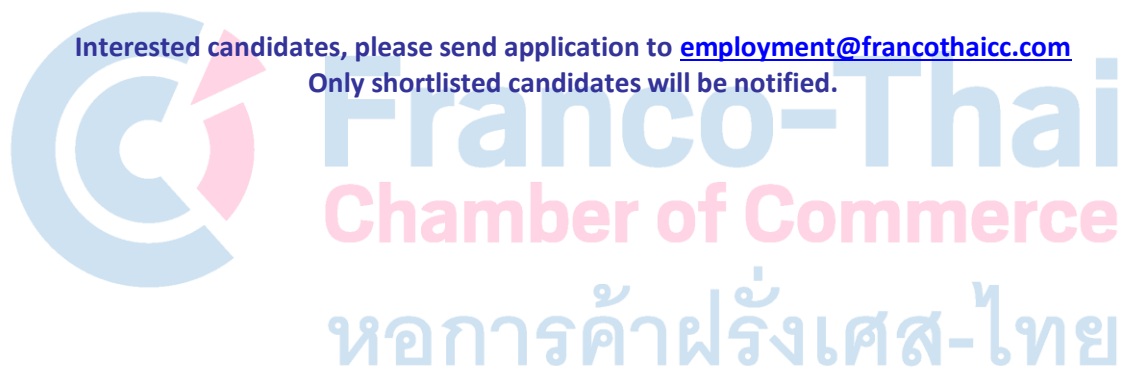 Interested candidates, please send application to employment@francothaicc.com
Only shortlisted candidates will be notified.
Franco-Thai
Chamber of Commerce
หอการค้าฝรั่งเศส-ไทย